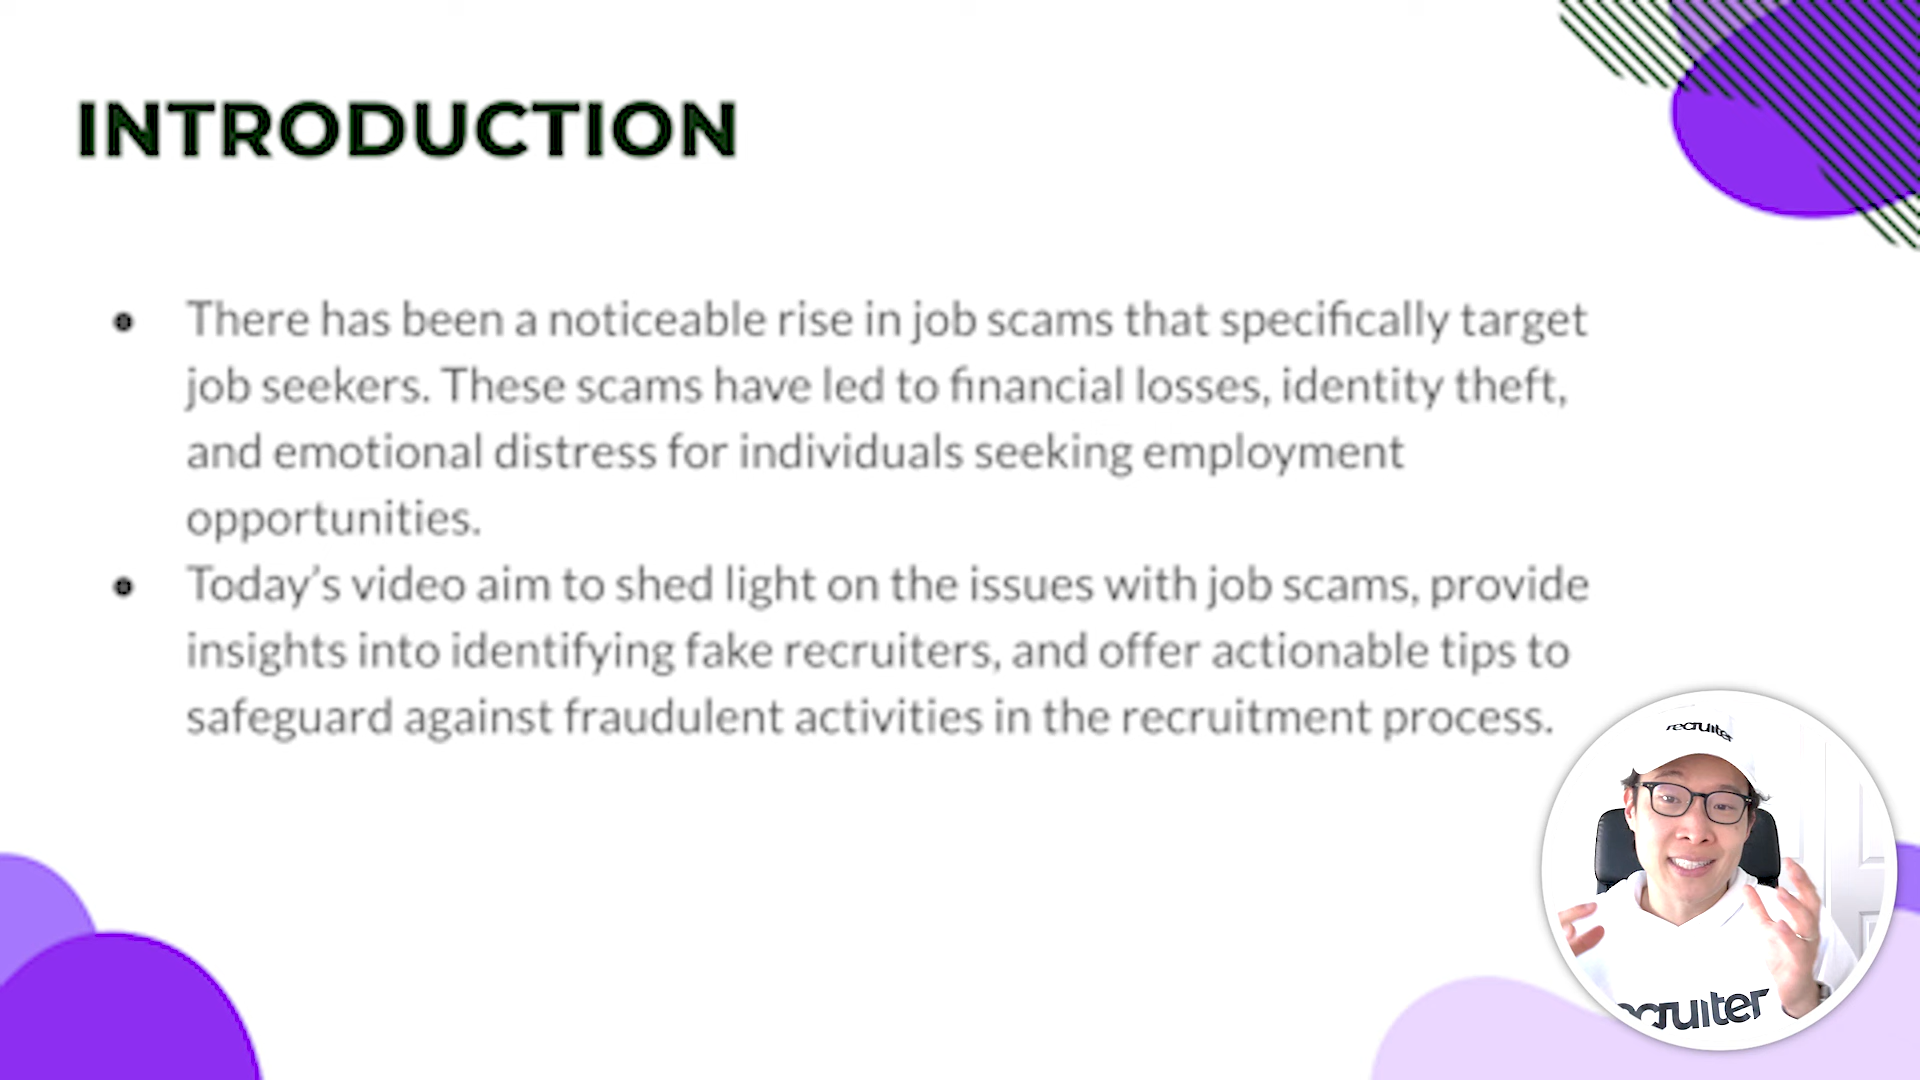 INTRODUCTION
• There has been a noticeable rise in job scams that specifically target
job seekers. These scams have led to financial losses, identity theft,
and emotional distress for individuals seeking employment
opportunities.
• Today’s video aim to shed light on the issues with job scams, provide
insights into identifying fake recruiters, and offer actionable tips to
safeguard against fraudulent activities in the recruitment process.
recruiter
recruiter